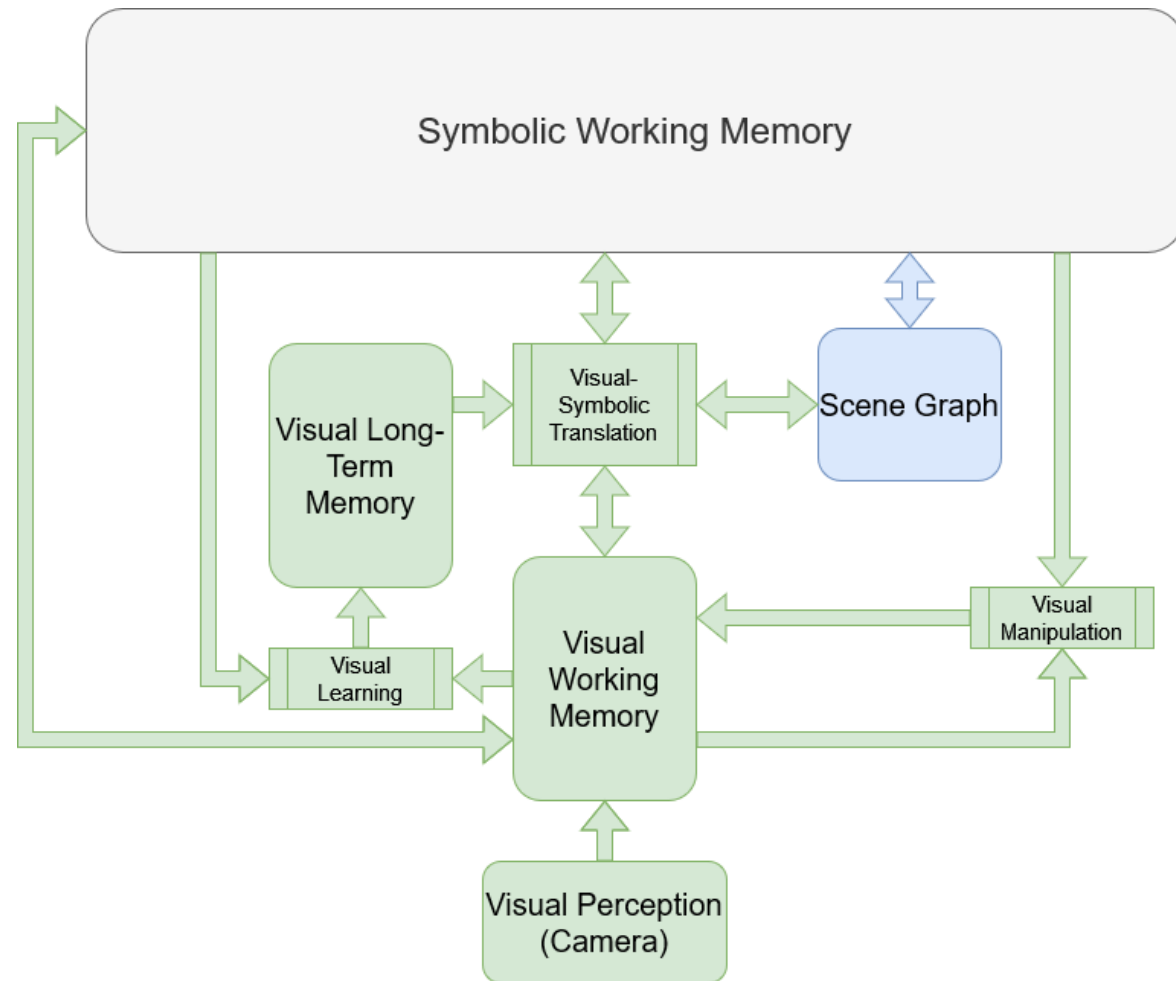 Symbolic Working Memory
Visual-
Symbolic
Translation
Visual Long-
Term
Memory
Scene Graph
Visual
Manipulation
Visual
Working
Memory
Visual
Learning
Visual Perception
(Camera)